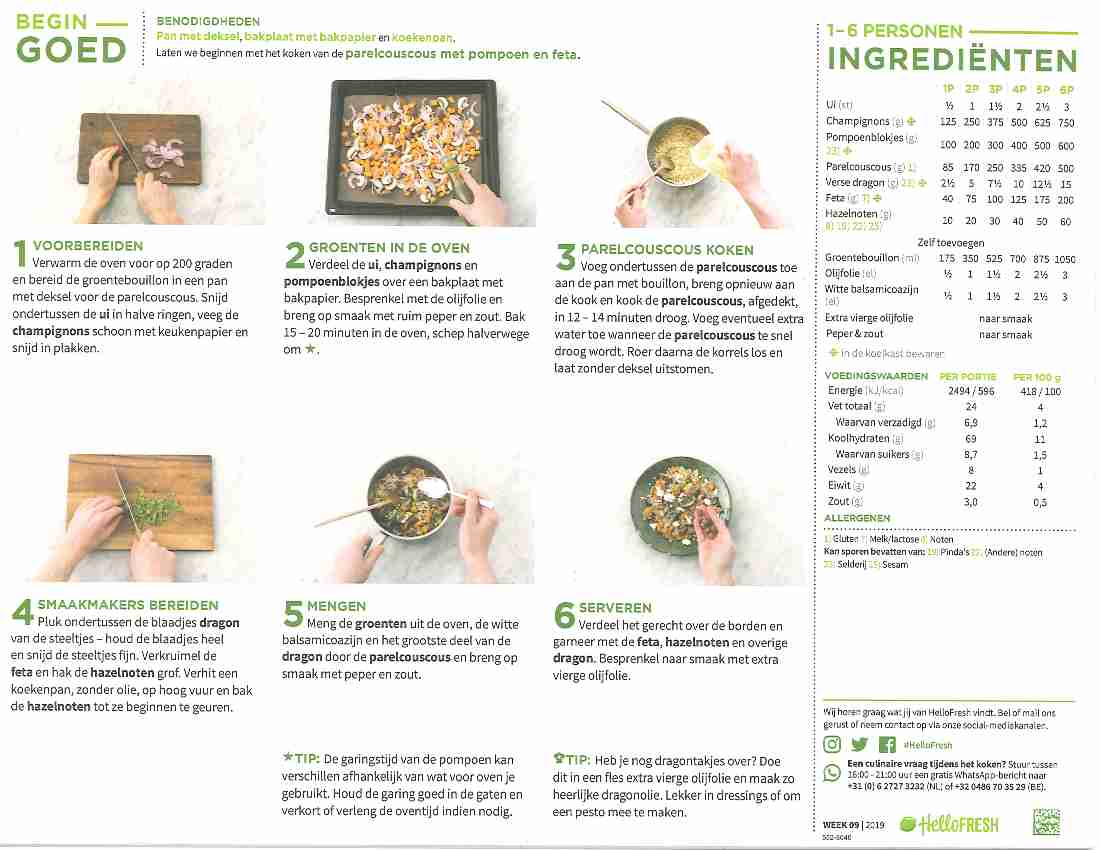 BEGIN
GOED
BENODIGDHEDEN
Pan met deksel, bakplaat met bakpapier en koekenpan.
Laten we beginnen met het koken van de parelcouscous met pompoen en feta.
1 VOORBEREIDEN
Verwarm de oven voor op 200 graden
en bereid de groentebouillon in een pan
met deksel voor de parelcouscous. Snijd
ondertussen de ui in halve ringen, veeg de
champignons schoon met keukenpapier en
snijd in plakken.
2 GROENTEN IN DE OVEN
Verdeel de ui, champignons en
pompoenblokjes over een bakplaat met
bakpapier. Besprenkel met de olijfolie en
breng op smaak met ruim peper en zout. Bak
15 – 20 minuten in de oven, schep halverwege
om ★.
3 PARELCOUSCOUS KOKEN
Voeg ondertussen de parelcouscous toe
aan de pan met bouillon, breng opnieuw aan
de kook en kook de parelcouscous, afgedekt,
in 12 – 14 minuten droog. Voeg eventueel extra
water toe wanneer de parelcouscous te snel
droog wordt. Roer daarna de korrels los en
laat zonder deksel uitstomen.
4 SMAAKMAKERS BEREIDEN
Pluk ondertussen de blaadjes dragon
van de steeltjes – houd de blaadjes heel
en snijd de steeltjes fijn. Verkruimel de
feta en hak de hazelnoten grof. Verhit een
koekenpan, zonder olie, op hoog vuur en bak
de hazelnoten tot ze beginnen te geuren.
5 MENGEN
Meng de groenten uit de oven, de witte
balsamicoazijn en het grootste deel van de
dragon door de parelcouscous en breng op
smaak met peper en zout.
6 SERVEREN
Verdeel het gerecht over de borden en
garneer met de feta, hazelnoten en overige
dragon. Besprenkel naar smaak met extra
vierge olijfolie.
★TIP: De garingstijd van de pompoen kan
verschillen afhankelijk van wat voor oven je
gebruikt. Houd de garing goed in de gaten en
verkort of verleng de oventijd indien nodig.
TIP: Heb je nog dragontakjes over? Doe
dit in een fles extra vierge olijfolie en maak zo
heerlijke dragonolie. Lekker in dressings of om
een pesto mee te maken.
1–6 PERSONEN
INGREDIËNTEN
1P 2P 3P 4P 5P 6P
Ui (st) ½ 1 1½ 2 2½ 3
Champignons (g) 125 250 375 500 625 750
Pompoenblokjes (g)
23) 100 200 300 400 500 600
Parelcouscous (g) 1) 85 170 250 335 420 500
Verse dragon (g) 23) 2½ 5 7½ 10 12½ 15
Feta (g) 7) 40 75 100 125 175 200
Hazelnoten (g)
8) 19) 22) 25) 10 20 30 40 50 60
Zelf toevoegen
Groentebouillon (ml) 175 350 525 700 875 1050
Olijfolie (el) ½ 1 1½ 2 2½ 3
Witte balsamicoazijn
(el) ½ 1 1½ 2 2½ 3
Extra vierge olijfolie naar smaak
Peper & zout naar smaak
in de koelkast bewaren
VOEDINGSWAARDEN PER PORTIE PER 100 g
Energie (kJ/kcal) 2494 / 596 418 / 100
Vet totaal (g) 24 4
Waarvan verzadigd (g) 6,9 1,2
Koolhydraten (g) 69 11
Waarvan suikers (g) 8,7 1,5
Vezels (g) 8 1
Eiwit (g) 22 4
Zout (g) 3,0 0,5
ALLERGENEN
1) Gluten 7) Melk/lactose 8) Noten
Kan sporen bevatten van: 19) Pinda's 22) (Andere) noten
23) Selderij 25) Sesam
Wij horen graag wat jij van HelloFresh vindt. Bel of mail ons
gerust of neem contact op via onze social-mediakanalen.
#HelloFresh
Een culinaire vraag tijdens het koken? Stuur tussen
16:00 - 21:00 uur een gratis WhatsApp-bericht naar
+31 (0) 6 2727 3232 (NL) of +32 0486 70 35 29 (BE).
WEEK 09 | 2019
HelloFRESH